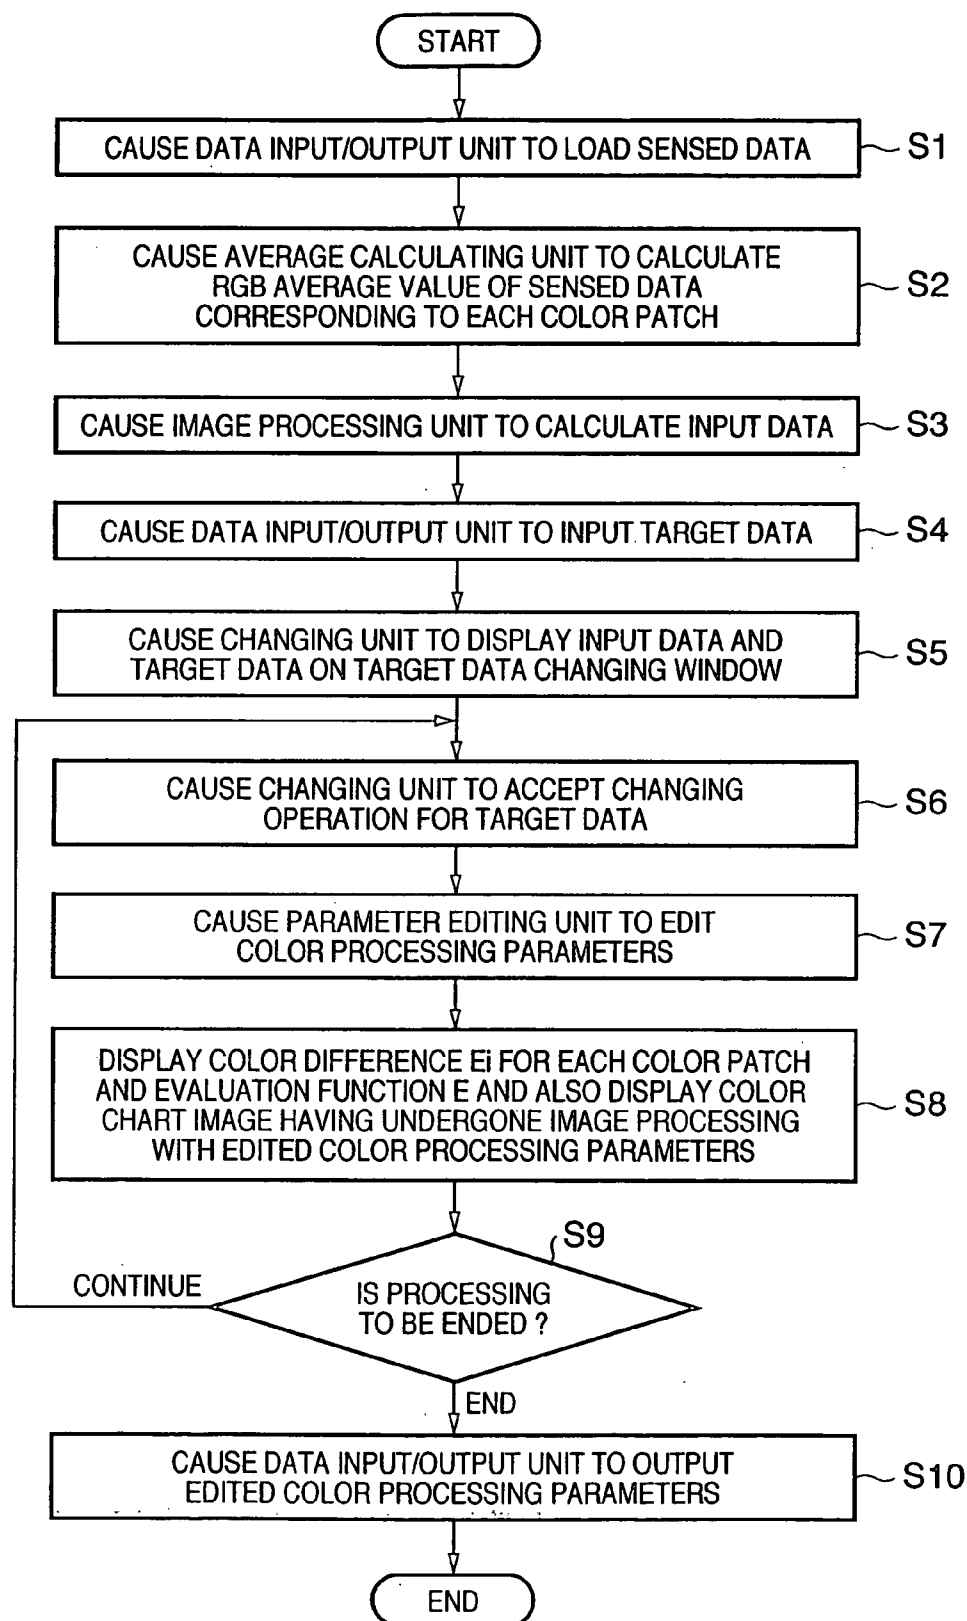 START
CAUSE DATA INPUT/OUTPUT UNIT TO LOAD SENSED DATA
S1
CAUSE AVERAGE CALCULATING UNIT TO CALCULATE
RGB AVERAGE VALUE OF SENSED DATA
CORRESPONDING TO EACH COLOR PATCH
S2
CAUSE IMAGE PROCESSING UNIT TO CALCULATE INPUT DATA
S3
CAUSE DATA INPUT/OUTPUT UNIT TO INPUT TARGET DATA
S4
CAUSE CHANGING UNIT TO DISPLAY INPUT DATA AND
TARGET DATA ON TARGET DATA CHANGING WINDOW
S5
CAUSE CHANGING UNIT TO ACCEPT CHANGING
OPERATION FOR TARGET DATA
S6
CAUSE PARAMETER EDITING UNIT TO EDIT
COLOR PROCESSING PARAMETERS
S7
DISPLAY COLOR DIFFERENCE Ei FOR EACH COLOR PATCH
AND EVALUATION FUNCTION E AND ALSO DISPLAY COLOR
CHART IMAGE HAVING UNDERGONE IMAGE PROCESSING
WITH EDITED COLOR PROCESSING PARAMETERS
S8
S9
CONTINUE
IS PROCESSING
TO BE ENDED ?
END
CAUSE DATA INPUT/OUTPUT UNIT TO OUTPUT
EDITED COLOR PROCESSING PARAMETERS
S10
END